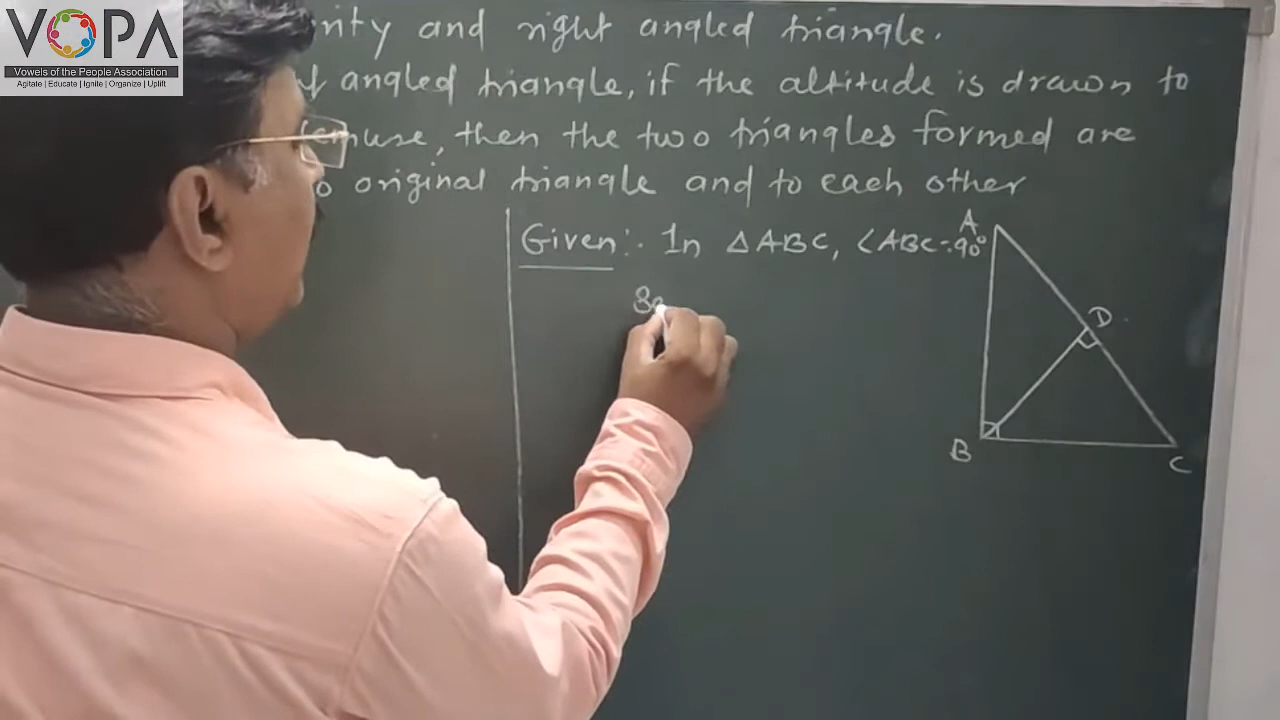 VOPA
Vowels of the People Association
Agitate | Educate | Ignite | Organize | Uplift
and right angled triangle.
angled triangle, if the altitude is drawn to
then the two triangles formed are
original triangle and to each other
Given:- In △ABC, ∠ABC=90°
A
D
B
C